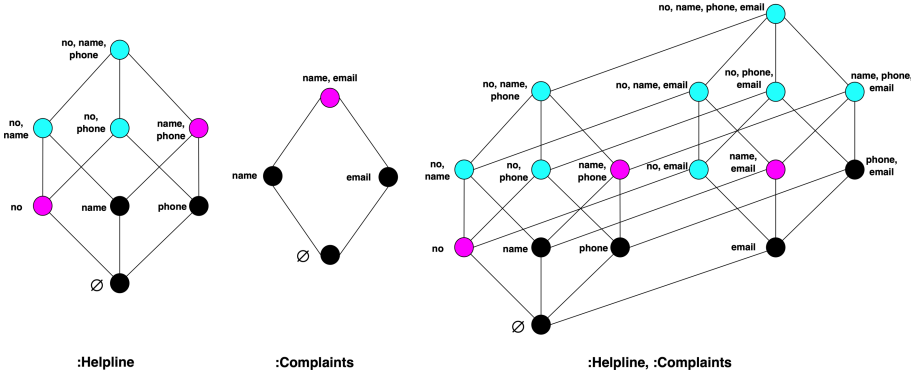 no, name,
phone
no,
name
no,
phone
name,
phone
no
name
phone
∅
:Helpline
name, email
name
email
∅
:Complaints
no, name, phone, email
no, name,
phone
no, name, email
no, phone,
email
name, phone,
email
no,
name
no,
phone
name,
phone
no, email
name,
email
phone,
email
no
name
phone
email
∅
:Helpline, :Complaints